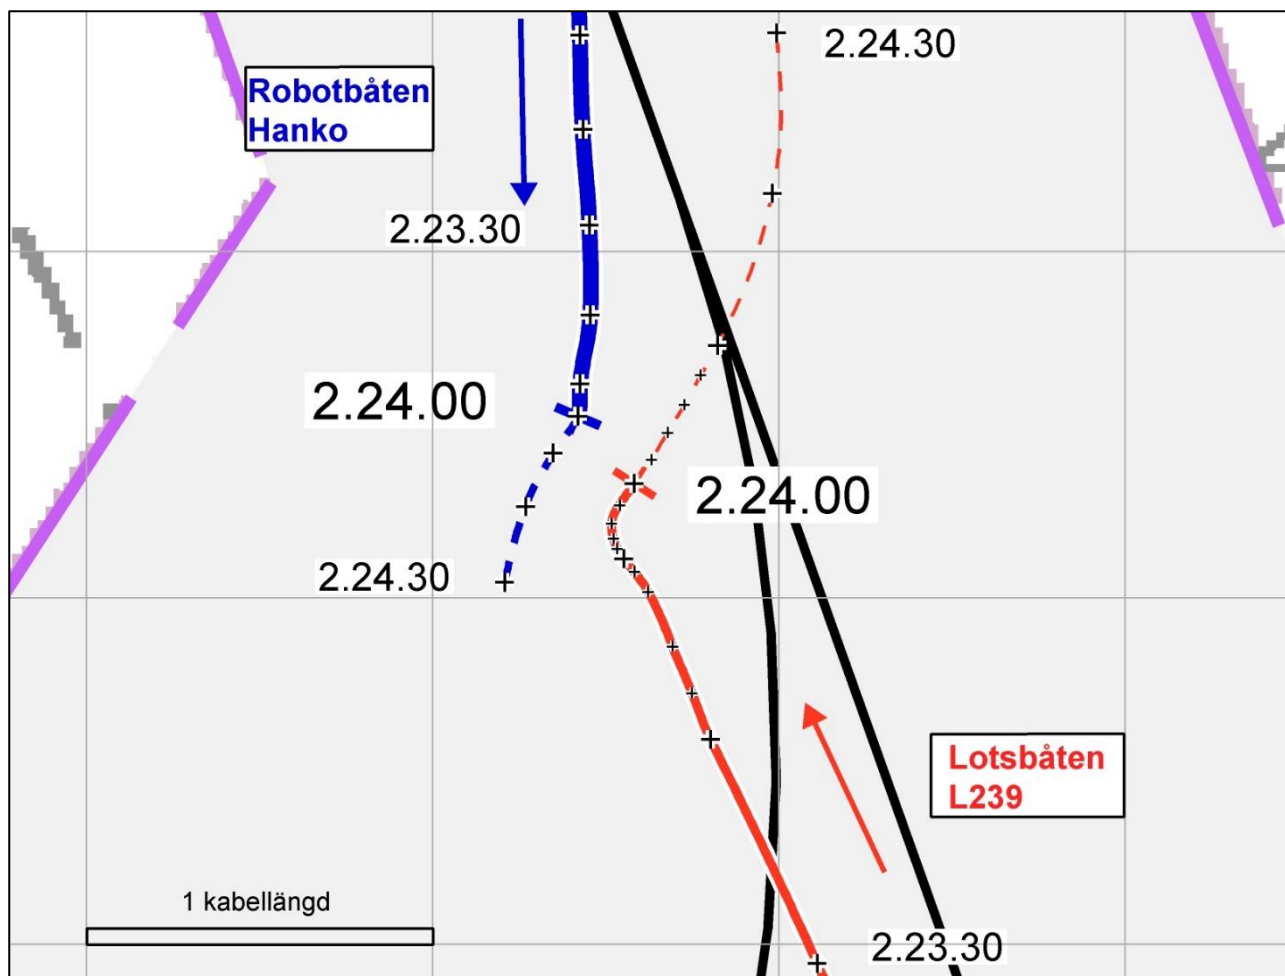 2.24.30
Robotbåten
Hanko
2.23.30
2.24.00
2.24.00
2.24.30
Lotsbåten
L239
1 kabellängd
2.23.30